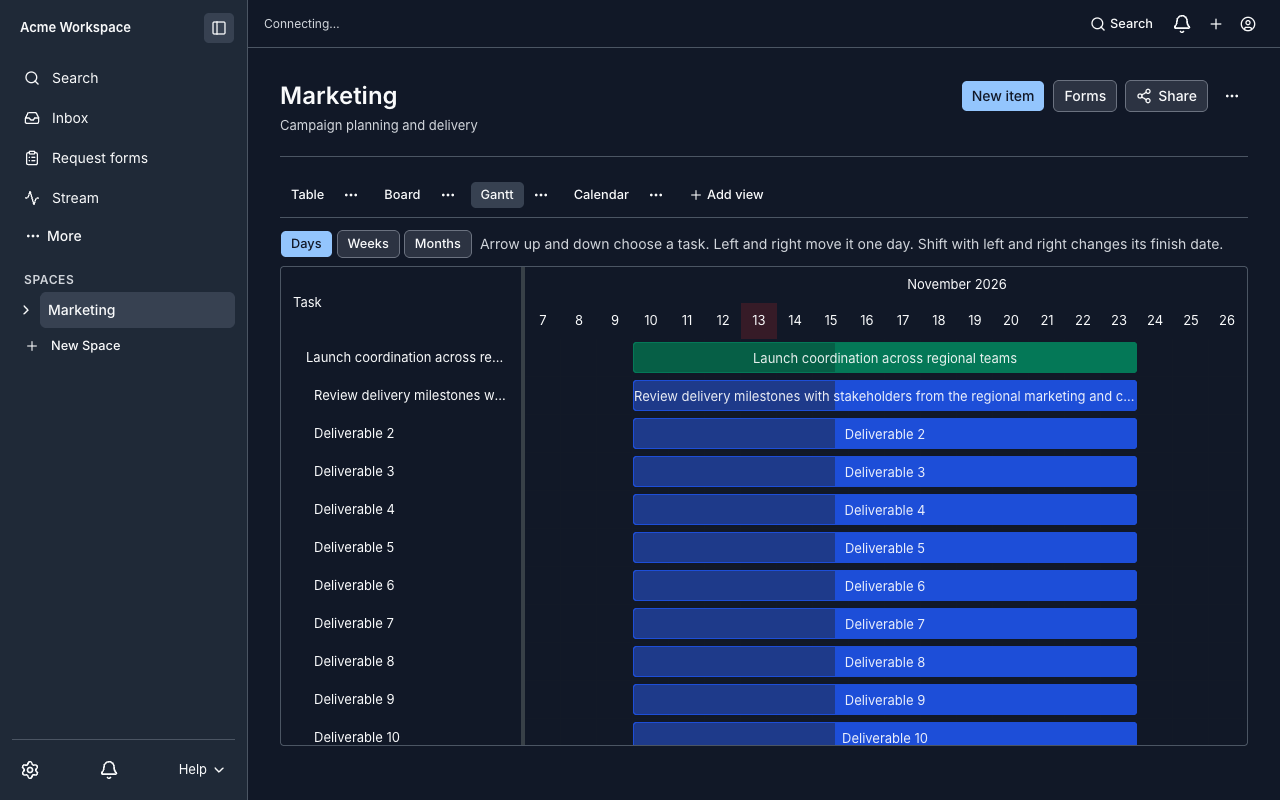 Acme Workspace
Search
Inbox
Request forms
Stream
More
SPACES
Marketing
New Space
Help
Connecting...
Search
Marketing
Campaign planning and delivery
New item
Forms
Share
Table
Board
Gantt
Calendar
Add view
Days
Weeks
Months
Arrow up and down choose a task. Left and right move it one day. Shift with left and right changes its finish date.
Task
November 2026
7 8 9 10 11 12 13 14 15 16 17 18 19 20 21 22 23 24 25 26
Launch coordination across re...
Launch coordination across regional teams
Review delivery milestones w...
Review delivery milestones with stakeholders from the regional marketing and c...
Deliverable 2
Deliverable 2
Deliverable 3
Deliverable 3
Deliverable 4
Deliverable 4
Deliverable 5
Deliverable 5
Deliverable 6
Deliverable 6
Deliverable 7
Deliverable 7
Deliverable 8
Deliverable 8
Deliverable 9
Deliverable 9
Deliverable 10
Deliverable 10